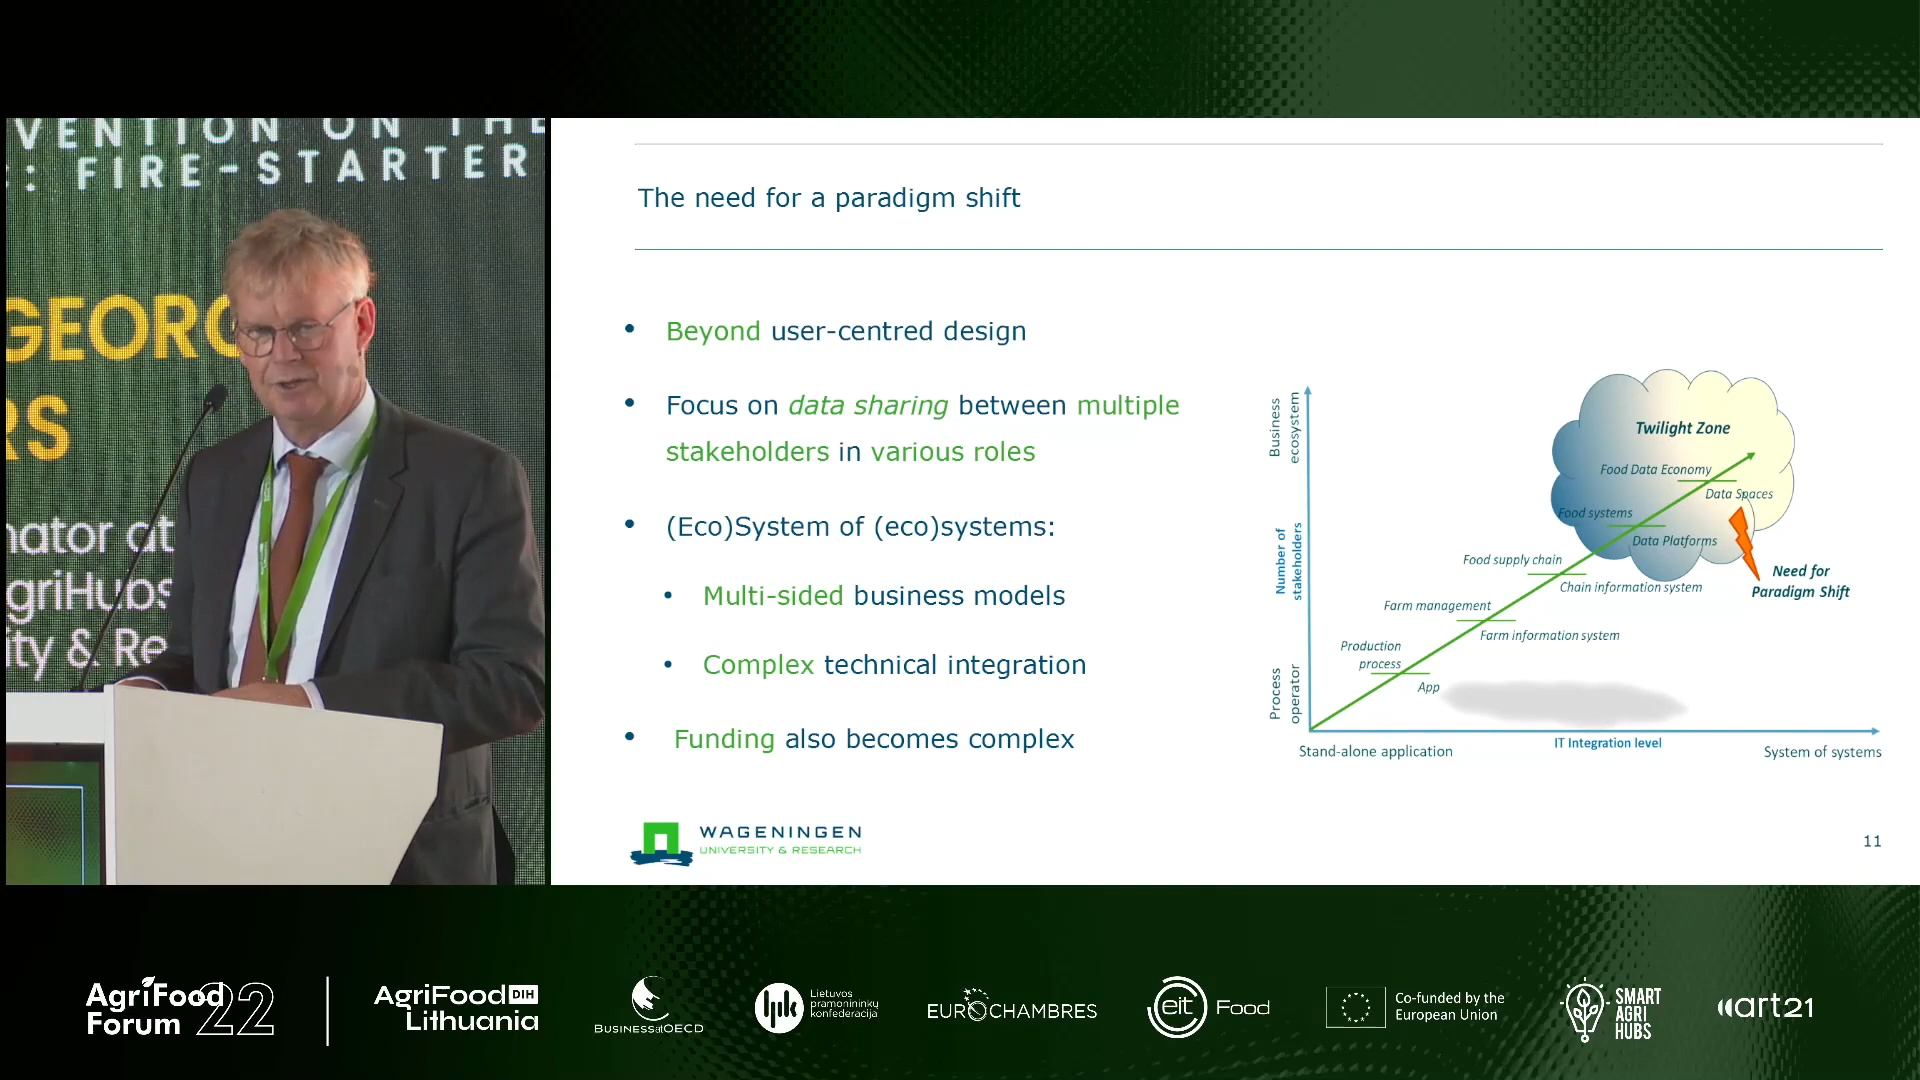 VENTION ON THE
: FIRE-STARTER
GEORG
RS
nator at
griHubs
ity & Re
The need for a paradigm shift
• Beyond user-centred design
• Focus on data sharing between multiple
stakeholders in various roles
• (Eco)System of (eco)systems:
• Multi-sided business models
• Complex technical integration
• Funding also becomes complex
Business
ecosystem
Number of
stakeholders
Process
operator
Twilight Zone
Food Data Economy
Data Spaces
Food systems
Data Platforms
Food supply chain
Chain information system
Need for
Paradigm Shift
Farm management
Farm information system
Production
process
App
Stand-alone application
IT Integration level
System of systems
WAGENINGEN
UNIVERSITY & RESEARCH
11
AgriFood
Forum 22
AgriFood DIH
Lithuania
BUSINESSatOECD
lpk
Lietuvos
pramonininkų
konfederacija
EUROCHAMBRES
eit Food
Co-funded by the
European Union
SMART
AGRI
HUBS
art21